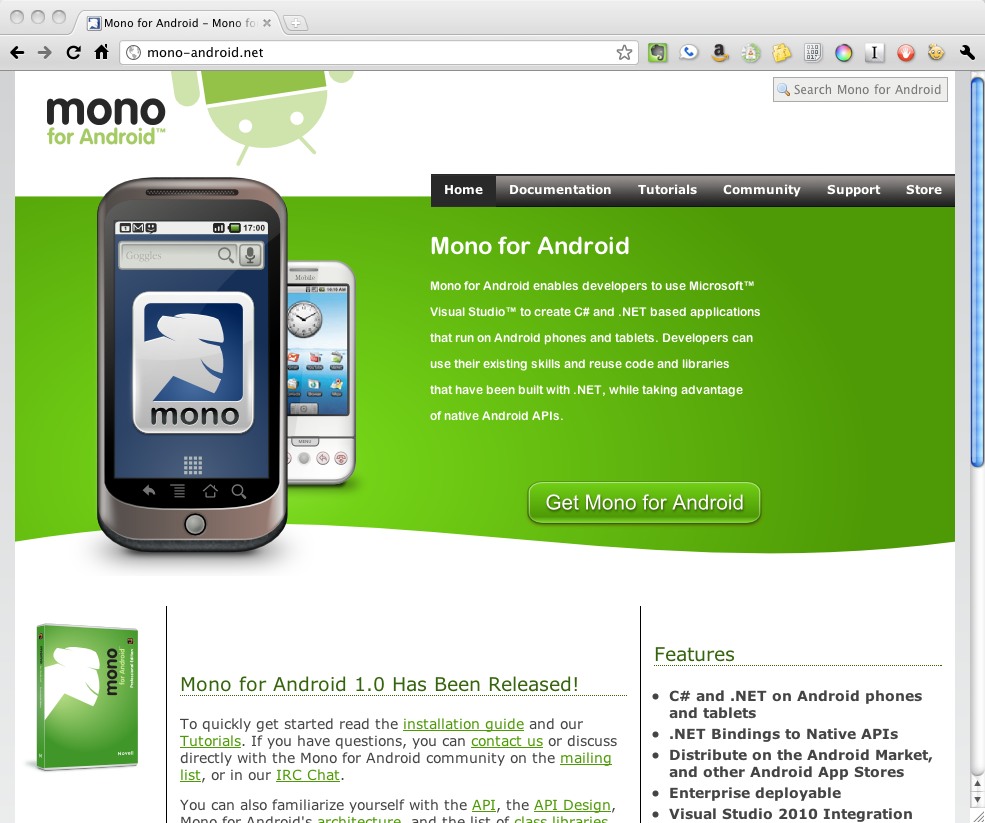 Mono for Android – Mono fo
mono-android.net
mono
for Android™
Search Mono for Android
Home Documentation Tutorials Community Support Store
17:00
Goggles
mono
Mobile
MENU
Mono for Android
Mono for Android enables developers to use Microsoft™
Visual Studio™ to create C# and .NET based applications
that run on Android phones and tablets. Developers can
use their existing skills and reuse code and libraries
that have been built with .NET, while taking advantage
of native Android APIs.
Get Mono for Android
mono
for Android™
Professional Edition
Novell
Mono for Android 1.0 Has Been Released!
To quickly get started read the installation guide and our
Tutorials. If you have questions, you can contact us or discuss
directly with the Mono for Android community on the mailing
list, or in our IRC Chat.
You can also familiarize yourself with the API, the API Design,
Mono for Android's architecture, and the list of class libraries
Features
• C# and .NET on Android phones
and tablets
• .NET Bindings to Native APIs
• Distribute on the Android Market,
and other Android App Stores
• Enterprise deployable
• Visual Studio 2010 Integration